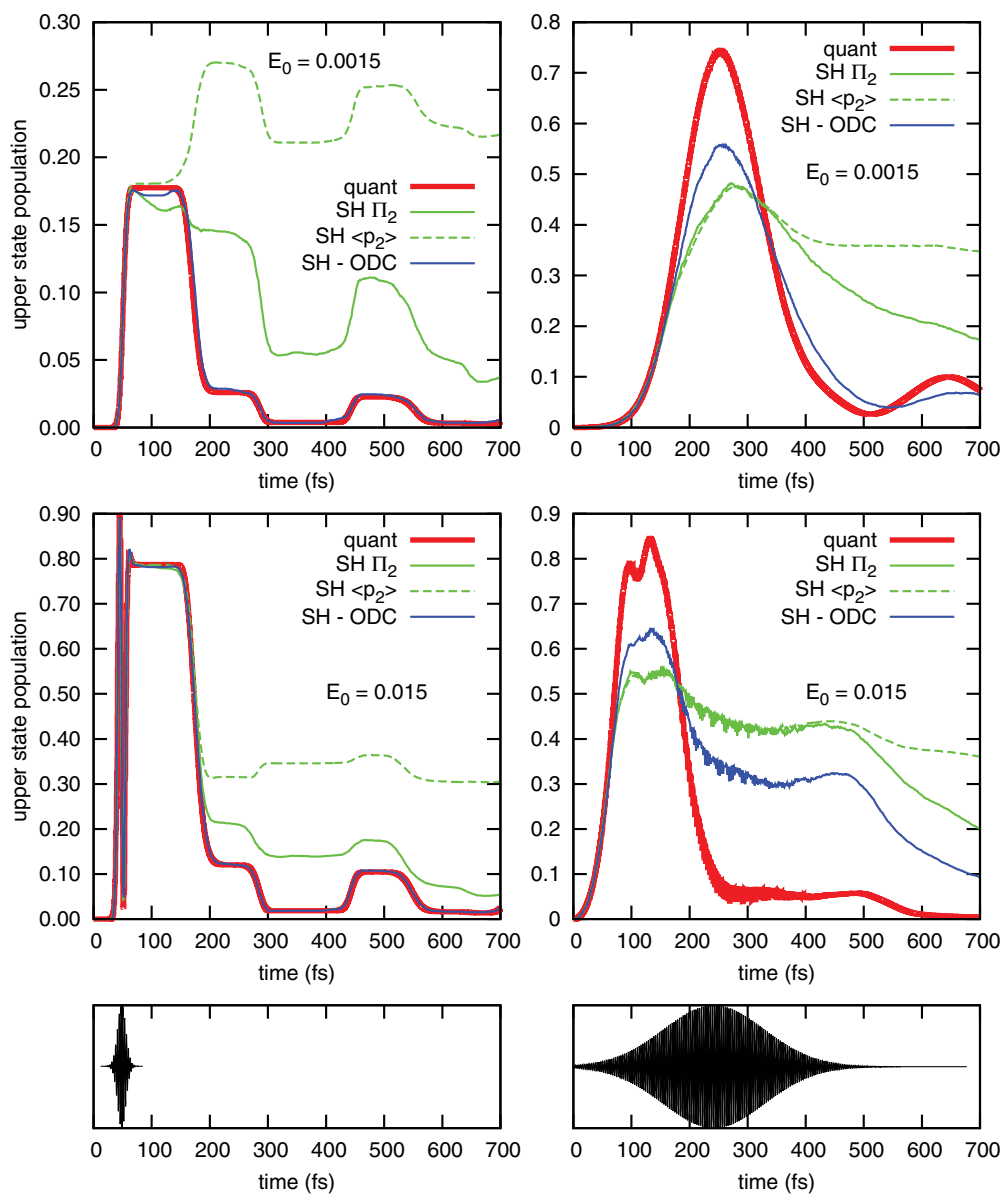 0.30
0.25
0.20
0.15
0.10
0.05
0.00
upper state population
E0 = 0.0015
quant
SH Π2
SH <p2>
SH - ODC
0 100 200 300 400 500 600 700
time (fs)
0.8
0.7
0.6
0.5
0.4
0.3
0.2
0.1
0
quant
SH Π2
SH <p2>
SH - ODC
E0 = 0.0015
0 100 200 300 400 500 600 700
time (fs)
0.90
0.80
0.70
0.60
0.50
0.40
0.30
0.20
0.10
0.00
upper state population
quant
SH Π2
SH <p2>
SH - ODC
E0 = 0.015
0 100 200 300 400 500 600 700
time (fs)
0.9
0.8
0.7
0.6
0.5
0.4
0.3
0.2
0.1
0
quant
SH Π2
SH <p2>
SH - ODC
E0 = 0.015
0 100 200 300 400 500 600 700
time (fs)
0 100 200 300 400 500 600 700
time (fs)
0 100 200 300 400 500 600 700
time (fs)